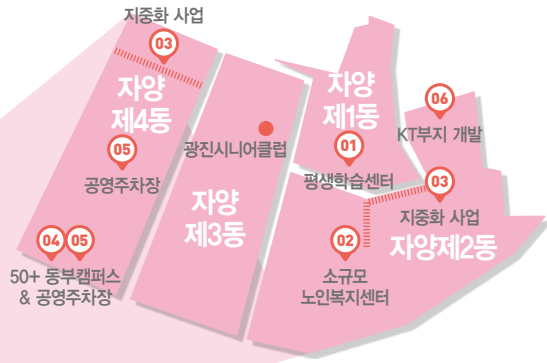 지중화 사업
03
자양
제4동
05
공영주차장
04 05
50+ 동부캠퍼스
& 공영주차장
광진시니어클럽
자양
제3동
자양
제1동
01
평생학습센터
06
KT부지 개발
03
지중화 사업
자양제2동
02
소규모
노인복지센터